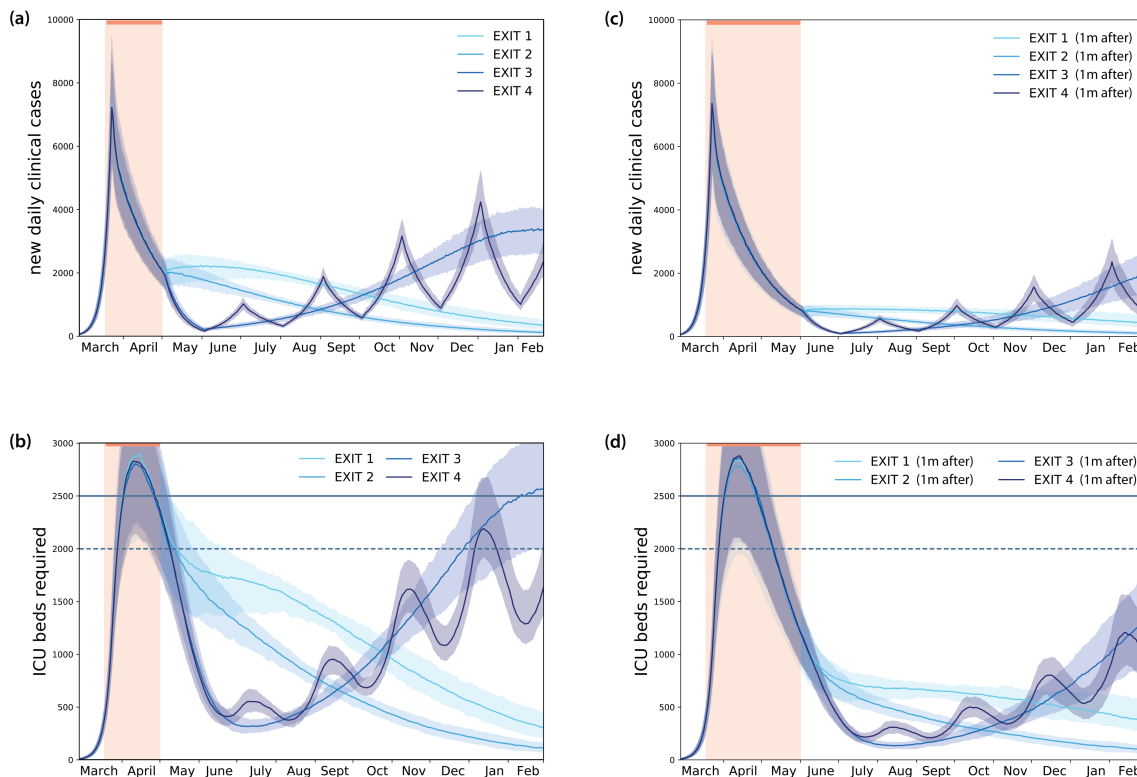 (a)
new daily clinical cases
10000
8000
6000
4000
2000
0
EXIT 1
EXIT 2
EXIT 3
EXIT 4
March April May June July Aug Sept Oct Nov Dec Jan Feb
(c)
new daily clinical cases
10000
8000
6000
4000
2000
0
EXIT 1 (1m after)
EXIT 2 (1m after)
EXIT 3 (1m after)
EXIT 4 (1m after)
March April May June July Aug Sept Oct Nov Dec Jan Feb
(b)
ICU beds required
3000
2500
2000
1500
1000
500
0
EXIT 1 EXIT 3
EXIT 2 EXIT 4
March April May June July Aug Sept Oct Nov Dec Jan Feb
(d)
ICU beds required
3000
2500
2000
1500
1000
500
0
EXIT 1 (1m after) EXIT 3 (1m after)
EXIT 2 (1m after) EXIT 4 (1m after)
March April May June July Aug Sept Oct Nov Dec Jan Feb